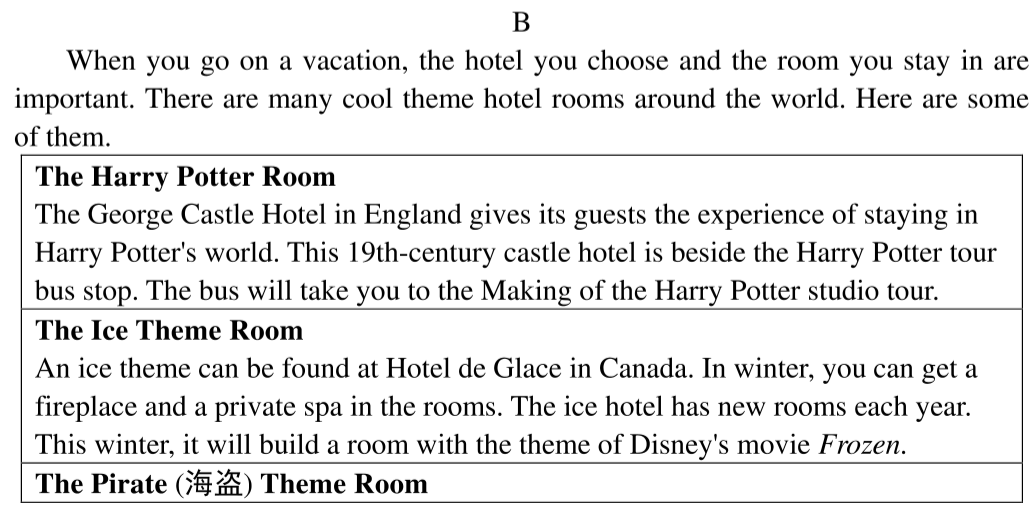 B
When you go on a vacation, the hotel you choose and the room you stay in are
important. There are many cool theme hotel rooms around the world. Here are some
of them.
The Harry Potter Room
The George Castle Hotel in England gives its guests the experience of staying in
Harry Potter's world. This 19th-century castle hotel is beside the Harry Potter tour
bus stop. The bus will take you to the Making of the Harry Potter studio tour.
The Ice Theme Room
An ice theme can be found at Hotel de Glace in Canada. In winter, you can get a
fireplace and a private spa in the rooms. The ice hotel has new rooms each year.
This winter, it will build a room with the theme of Disney's movie Frozen.
The Pirate (海盗) Theme Room